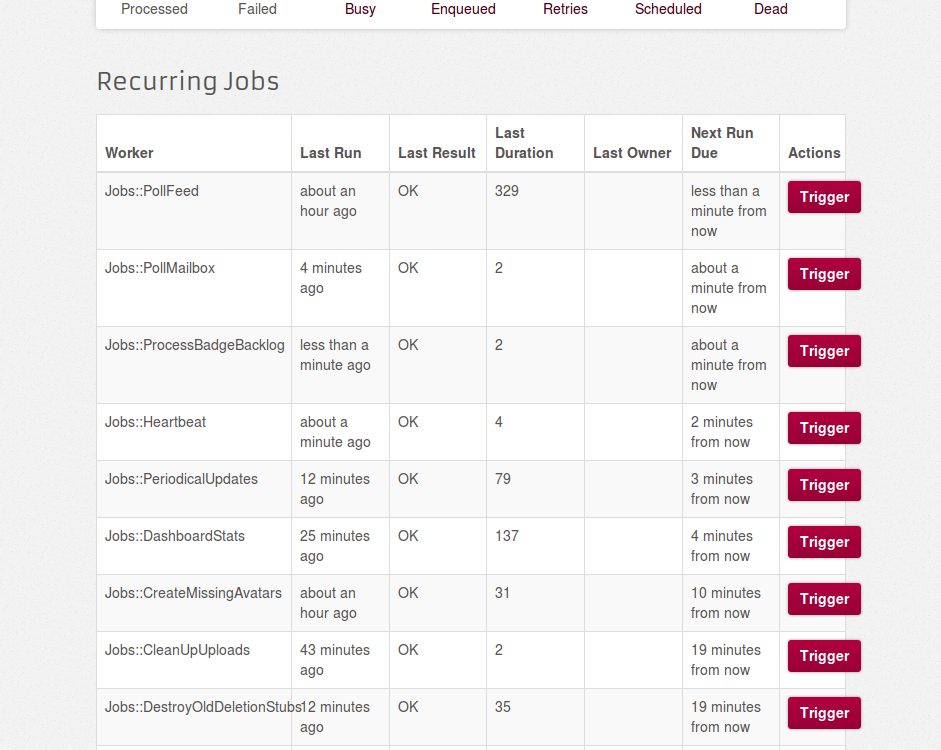 Processed Failed Busy Enqueued Retries Scheduled Dead
Recurring Jobs
Worker Last Run Last Result Last Duration Last Owner Next Run Due Actions
Jobs::PollFeed about an hour ago OK 329 less than a minute from now Trigger
Jobs::PollMailbox 4 minutes ago OK 2 about a minute from now Trigger
Jobs::ProcessBadgeBacklog less than a minute ago OK 2 about a minute from now Trigger
Jobs::Heartbeat about a minute ago OK 4 2 minutes from now Trigger
Jobs::PeriodicalUpdates 12 minutes ago OK 79 3 minutes from now Trigger
Jobs::DashboardStats 25 minutes ago OK 137 4 minutes from now Trigger
Jobs::CreateMissingAvatars about an hour ago OK 31 10 minutes from now Trigger
Jobs::CleanUpUploads 43 minutes ago OK 2 19 minutes from now Trigger
Jobs::DestroyOldDeletionStubs 12 minutes ago OK 35 19 minutes from now Trigger